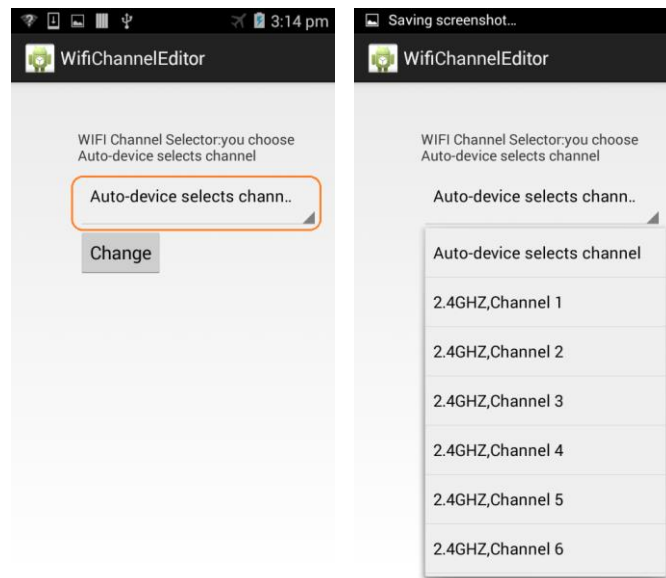 3:14 pm
WifiChannelEditor
WIFI Channel Selector:you choose
Auto-device selects channel
Auto-device selects chann..
Change
Saving screenshot...
WifiChannelEditor
WIFI Channel Selector:you choose
Auto-device selects channel
Auto-device selects chann..
Auto-device selects channel
2.4GHZ,Channel 1
2.4GHZ,Channel 2
2.4GHZ,Channel 3
2.4GHZ,Channel 4
2.4GHZ,Channel 5
2.4GHZ,Channel 6